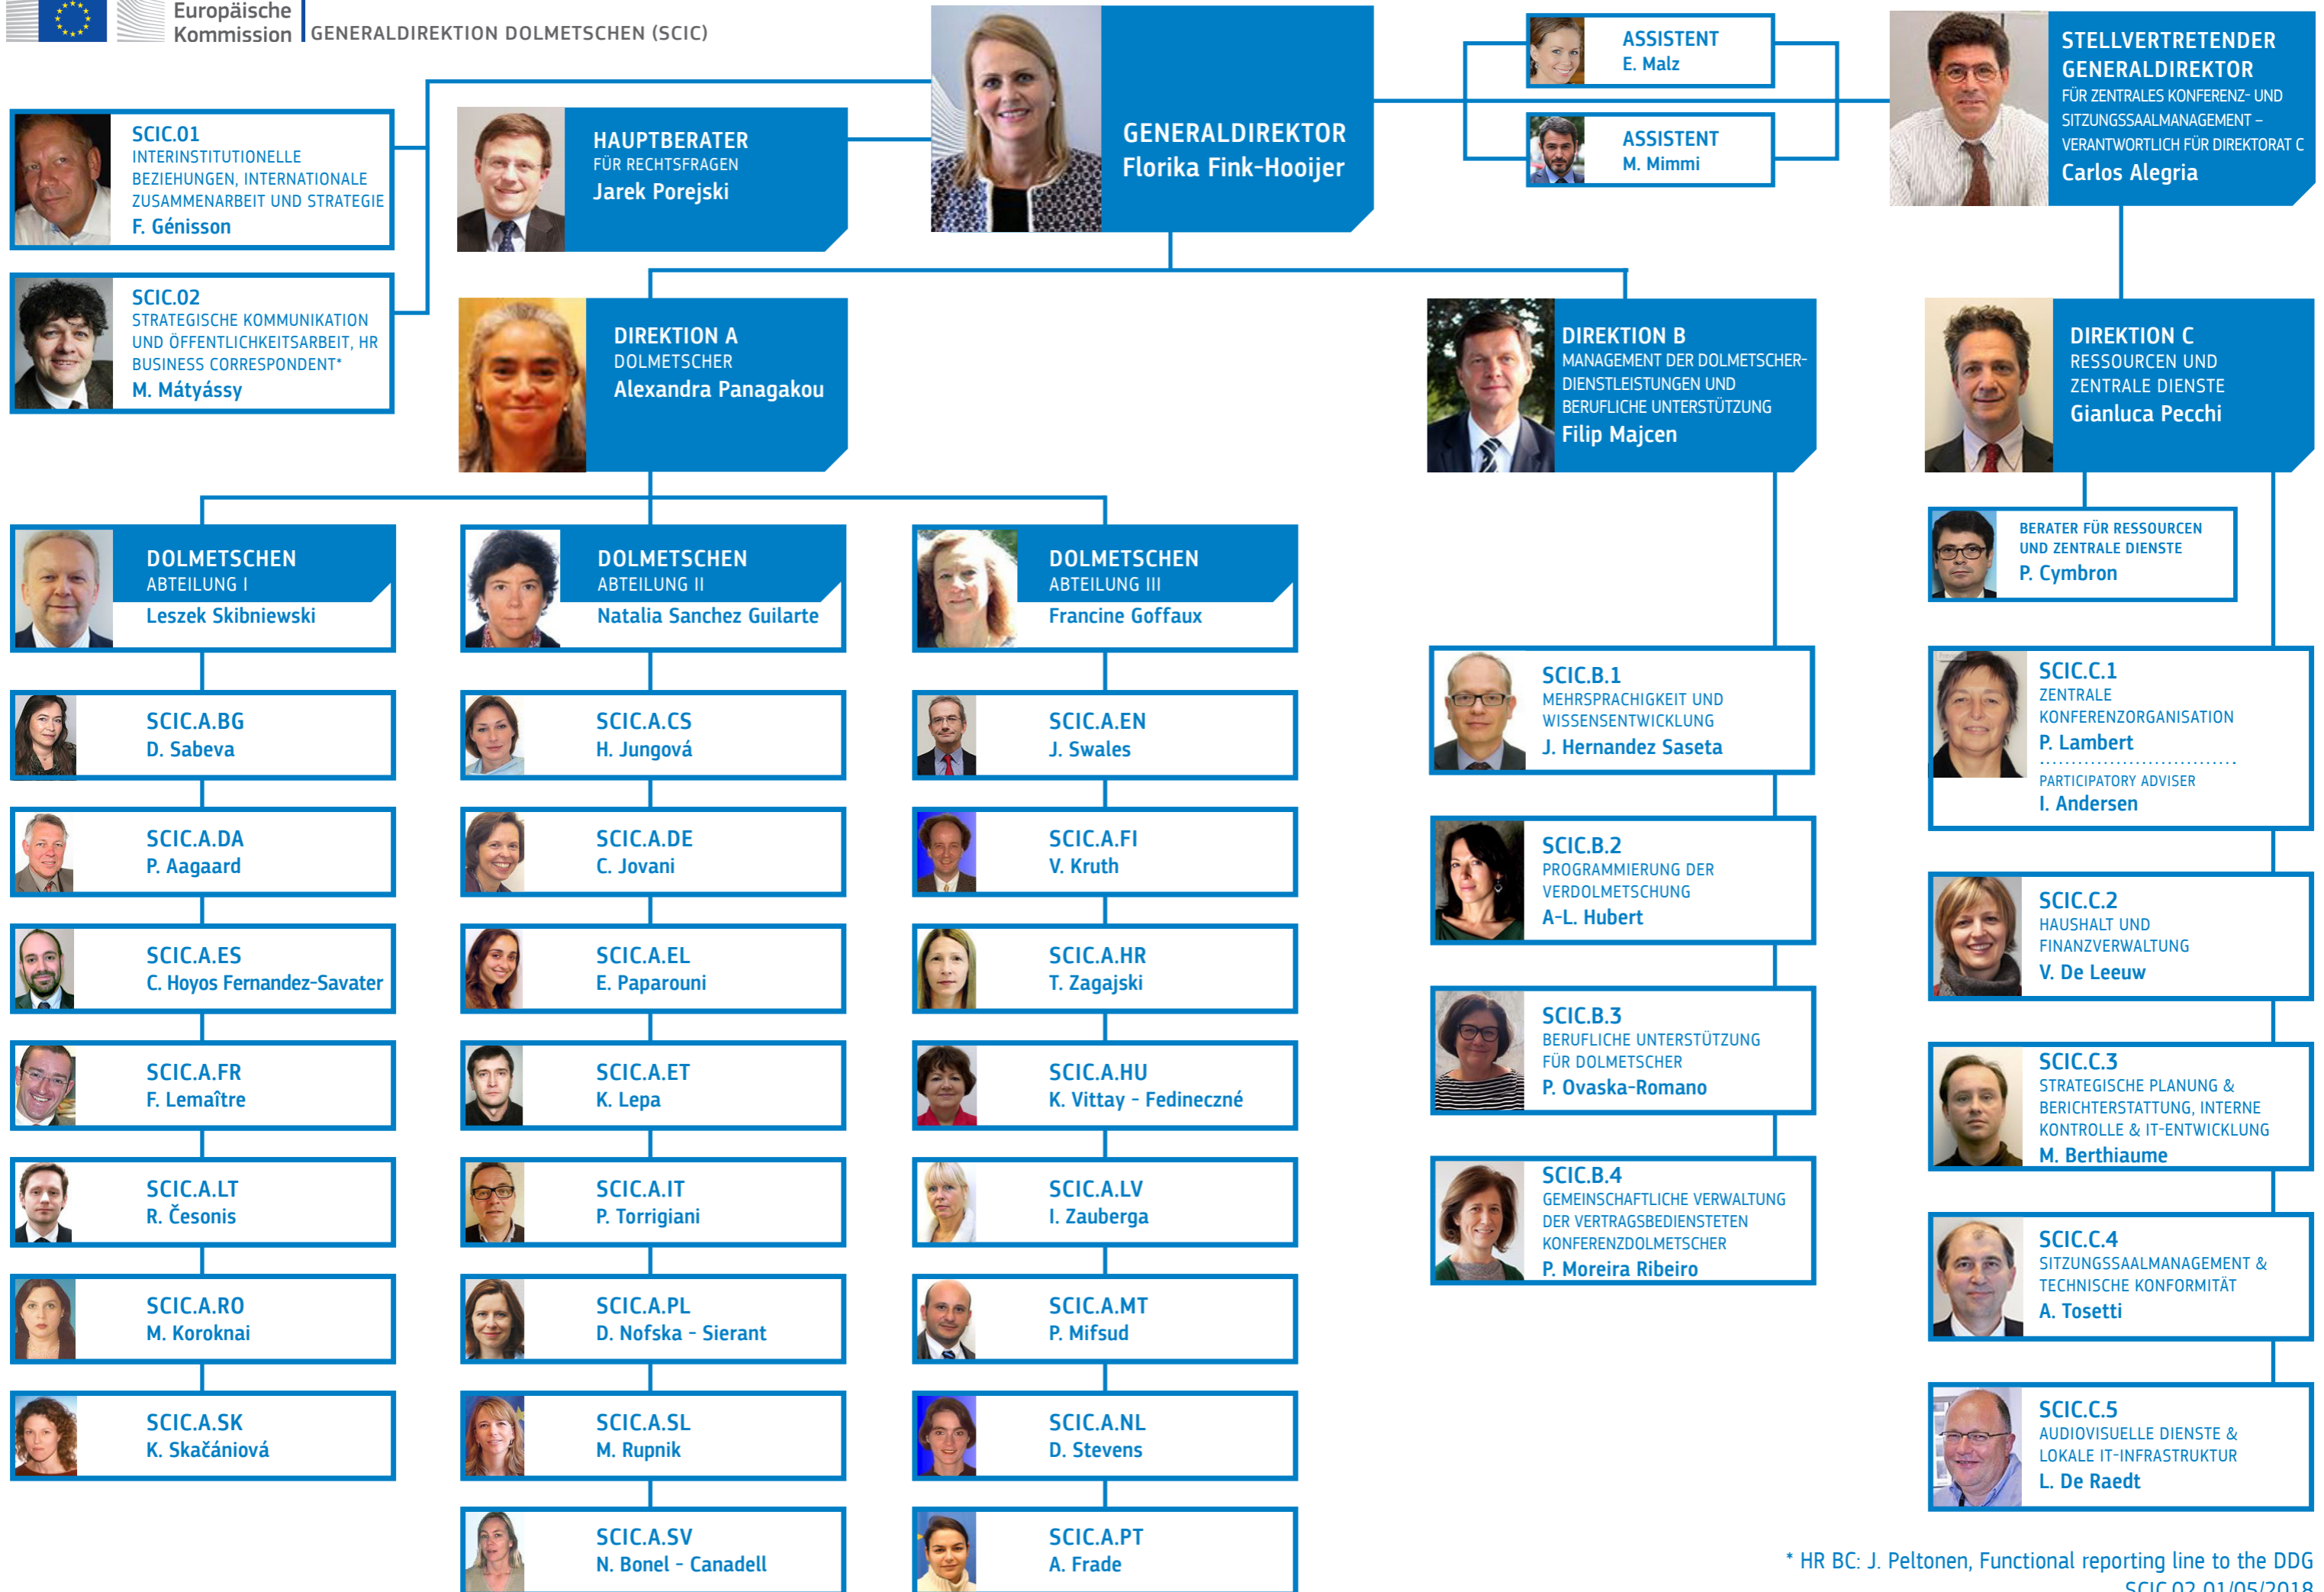 Europäische
Kommission
GENERALDIREKTION DOLMETSCHEN (SCIC)
SCIC.01
INTERINSTITUTIONELLE
BEZIEHUNGEN, INTERNATIONALE
ZUSAMMENARBEIT UND STRATEGIE
F. Génisson
SCIC.02
STRATEGISCHE KOMMUNIKATION
UND ÖFFENTLICHKEITSARBEIT, HR
BUSINESS CORRESPONDENT*
M. Mátyássy
HAUPTBERATER
FÜR RECHTSFRAGEN
Jarek Porejski
GENERALDIREKTOR
Florika Fink-Hooijer
ASSISTENT
E. Malz
ASSISTENT
M. Mimmi
STELLVERTRETENDER
GENERALDIREKTOR
FÜR ZENTRALES KONFERENZ- UND
SITZUNGSSAALMANAGEMENT –
VERANTWORTLICH FÜR DIREKTORAT C
Carlos Alegria
DIREKTION A
DOLMETSCHER
Alexandra Panagakou
DIREKTION B
MANAGEMENT DER DOLMETSCHER-
DIENSTLEISTUNGEN UND
BERUFLICHE UNTERSTÜTZUNG
Filip Majcen
DIREKTION C
RESSOURCEN UND
ZENTRALE DIENSTE
Gianluca Pecchi
DOLMETSCHEN
ABTEILUNG I
Leszek Skibniewski
SCIC.A.BG
D. Sabeva
SCIC.A.DA
P. Aagaard
SCIC.A.ES
C. Hoyos Fernandez-Savater
SCIC.A.FR
F. Lemaître
SCIC.A.LT
R. Česonis
SCIC.A.RO
M. Koroknai
SCIC.A.SK
K. Skačániová
DOLMETSCHEN
ABTEILUNG II
Natalia Sanchez Guilarte
SCIC.A.CS
H. Jungová
SCIC.A.DE
C. Jovani
SCIC.A.EL
E. Paparouni
SCIC.A.ET
K. Lepa
SCIC.A.IT
P. Torrigiani
SCIC.A.PL
D. Nofska - Sierant
SCIC.A.SL
M. Rupnik
SCIC.A.SV
N. Bonel - Canadell
DOLMETSCHEN
ABTEILUNG III
Francine Goffaux
SCIC.A.EN
J. Swales
SCIC.A.FI
V. Kruth
SCIC.A.HR
T. Zagajski
SCIC.A.HU
K. Vittay - Fedineczné
SCIC.A.LV
I. Zauberga
SCIC.A.MT
P. Mifsud
SCIC.A.NL
D. Stevens
SCIC.A.PT
A. Frade
SCIC.B.1
MEHRSPRACHIGKEIT UND
WISSENSENTWICKLUNG
J. Hernandez Saseta
SCIC.B.2
PROGRAMMIERUNG DER
VERDOLMETSCHUNG
A-L. Hubert
SCIC.B.3
BERUFLICHE UNTERSTÜTZUNG
FÜR DOLMETSCHER
P. Ovaska-Romano
SCIC.B.4
GEMEINSCHAFTLICHE VERWALTUNG
DER VERTRAGSBEDIENSTETEN
KONFERENZDOLMETSCHER
P. Moreira Ribeiro
BERATER FÜR RESSOURCEN
UND ZENTRALE DIENSTE
P. Cymbron
SCIC.C.1
ZENTRALE
KONFERENZORGANISATION
P. Lambert
PARTICIPATORY ADVISER
I. Andersen
SCIC.C.2
HAUSHALT UND
FINANZVERWALTUNG
V. De Leeuw
SCIC.C.3
STRATEGISCHE PLANUNG &
BERICHTERSTATTUNG, INTERNE
KONTROLLE & IT-ENTWICKLUNG
M. Berthiaume
SCIC.C.4
SITZUNGSSAALMANAGEMENT &
TECHNISCHE KONFORMITÄT
A. Tosetti
SCIC.C.5
AUDIOVISUELLE DIENSTE &
LOKALE IT-INFRASTRUKTUR
L. De Raedt
* HR BC: J. Peltonen, Functional reporting line to the DDG
SCIC.02 01/05/2018